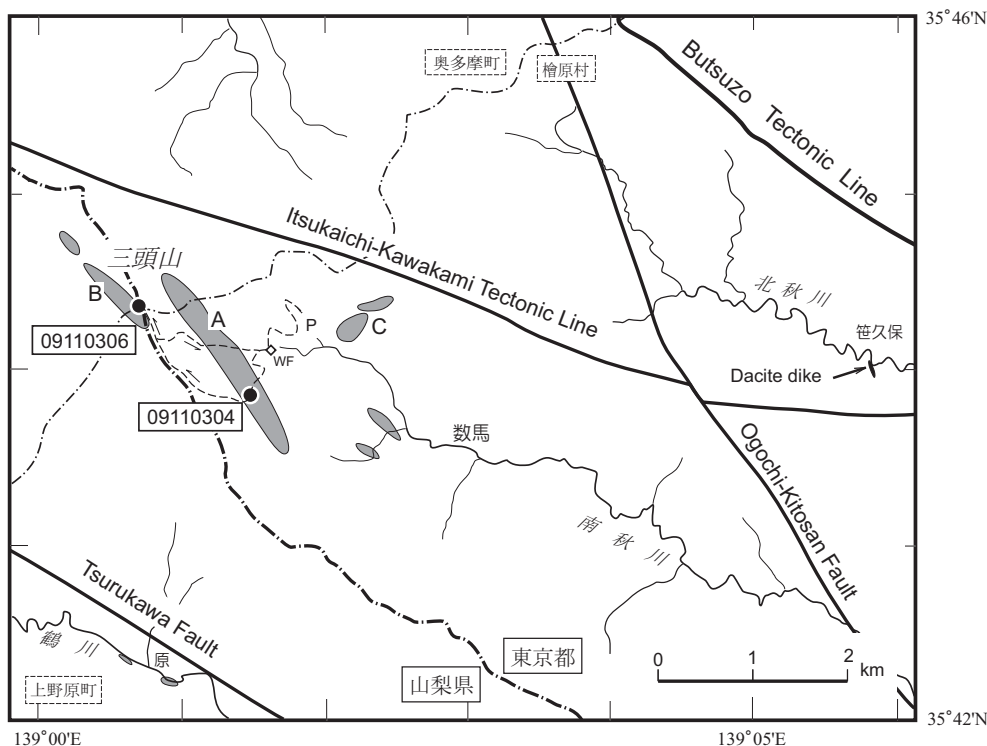 35°46'N
奥多摩町
檜原村
Butsuzo Tectonic Line
Itsukaichi-Kawakami Tectonic Line
三頭山
B
A
P
C
WF
09110306
09110304
北秋川
笹久保
Dacite dike
数馬
南秋川
Ogochi-Kitosan Fault
Tsurukawa Fault
鶴川
原
上野原町
山梨県
東京都
0 1 2
km
35°42'N
139°00'E
139°05'E